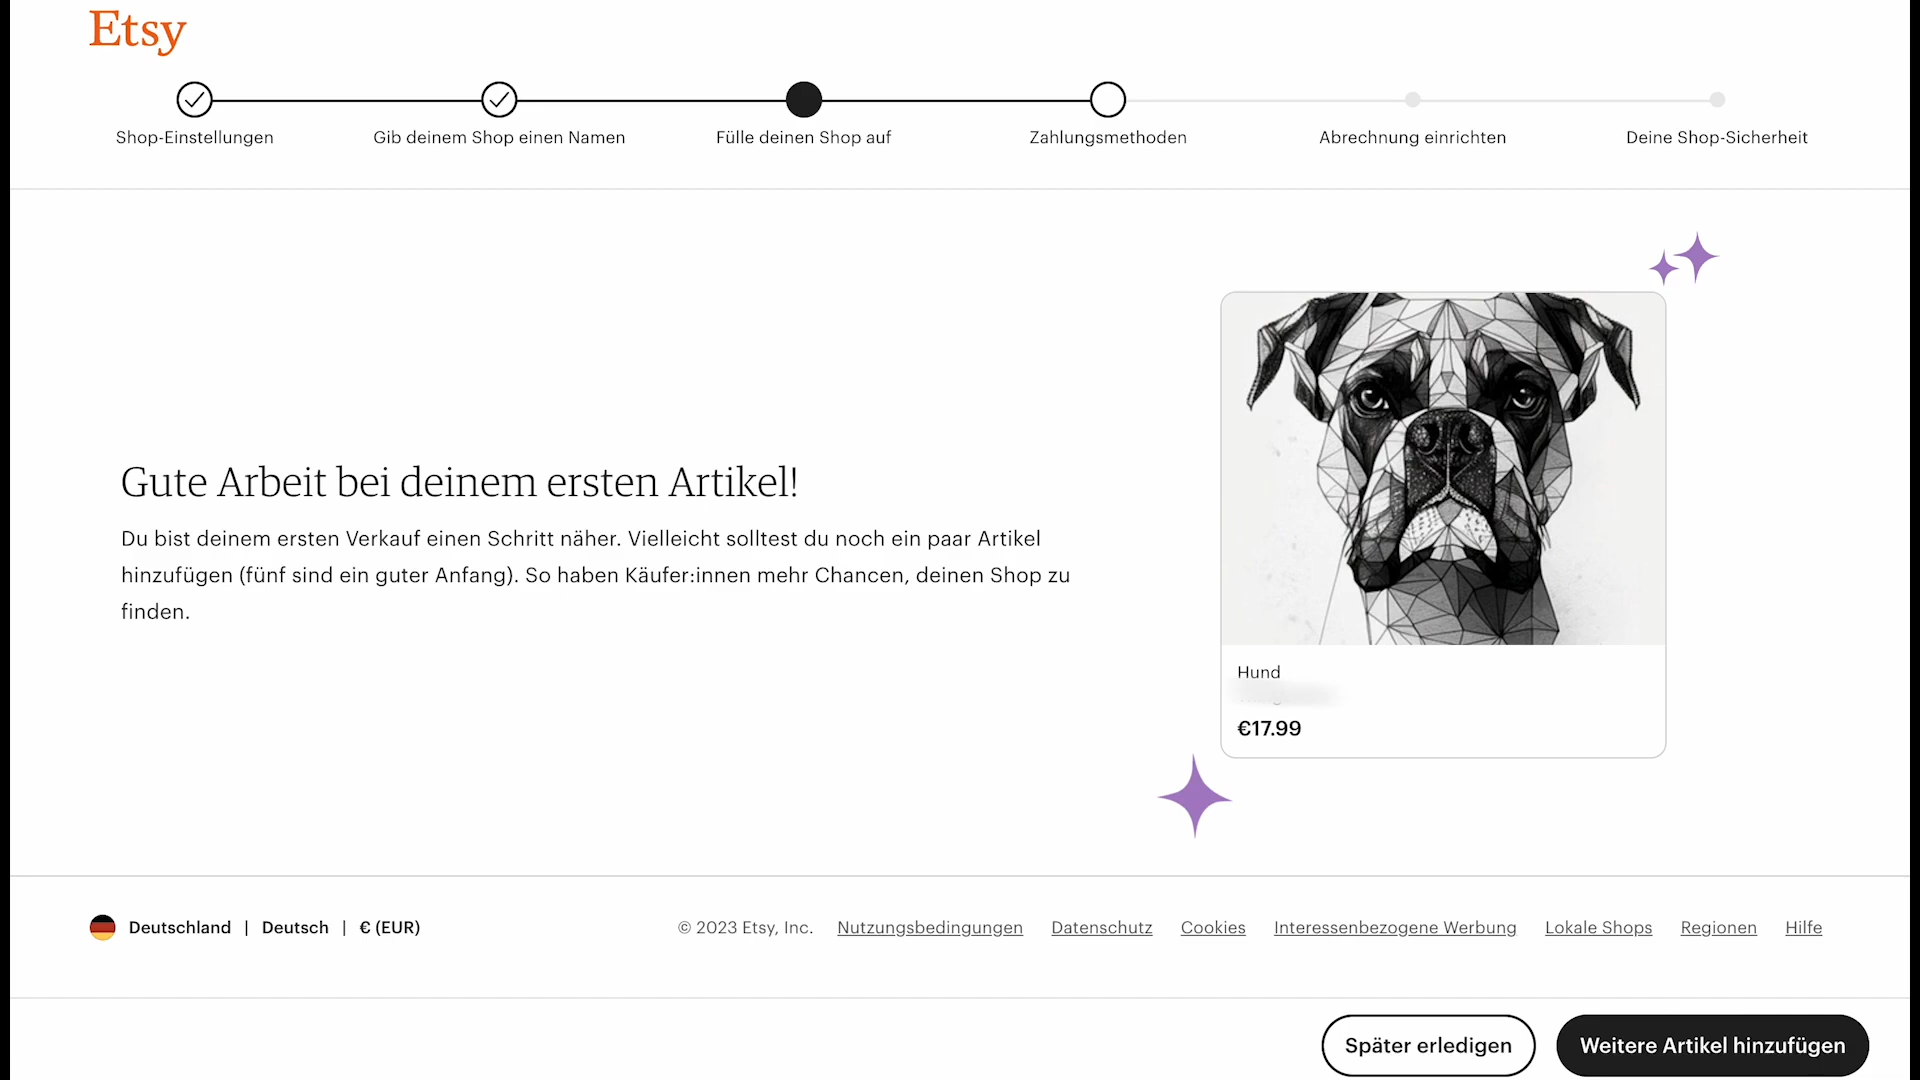 Etsy
Shop-Einstellungen
Gib deinem Shop einen Namen
Fülle deinen Shop auf
Zahlungsmethoden
Abrechnung einrichten
Deine Shop-Sicherheit
Gute Arbeit bei deinem ersten Artikel!
Du bist deinem ersten Verkauf einen Schritt näher. Vielleicht solltest du noch ein paar Artikel
hinzufügen (fünf sind ein guter Anfang). So haben Käufer:innen mehr Chancen, deinen Shop zu
finden.
Hund
€17.99
Deutschland | Deutsch | € (EUR)
© 2023 Etsy, Inc. Nutzungsbedingungen Datenschutz Cookies Interessenbezogene Werbung Lokale Shops Regionen Hilfe
Später erledigen
Weitere Artikel hinzufügen